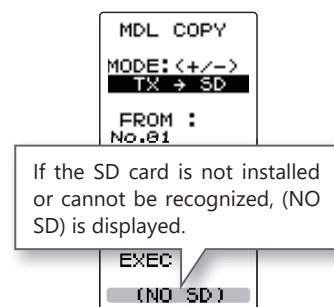 MDL COPY
MODE:(+/-)
TX → SD
FROM :
No.01
If the SD card is not installed
or cannot be recognized, (NO
SD) is displayed.
EXEC
(NO SD)